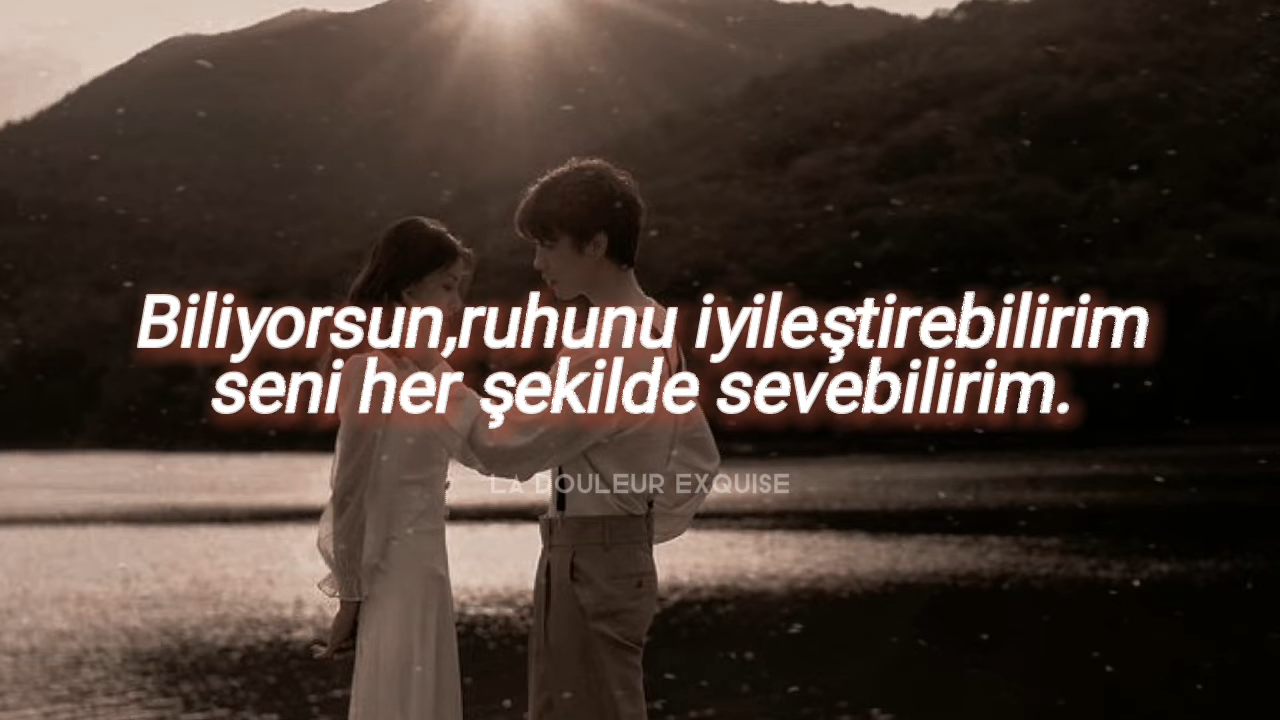 Biliyorsun,ruhunu iyileştirebilirim
seni her şekilde sevebilirim.
LA DOULEUR EXQUISE